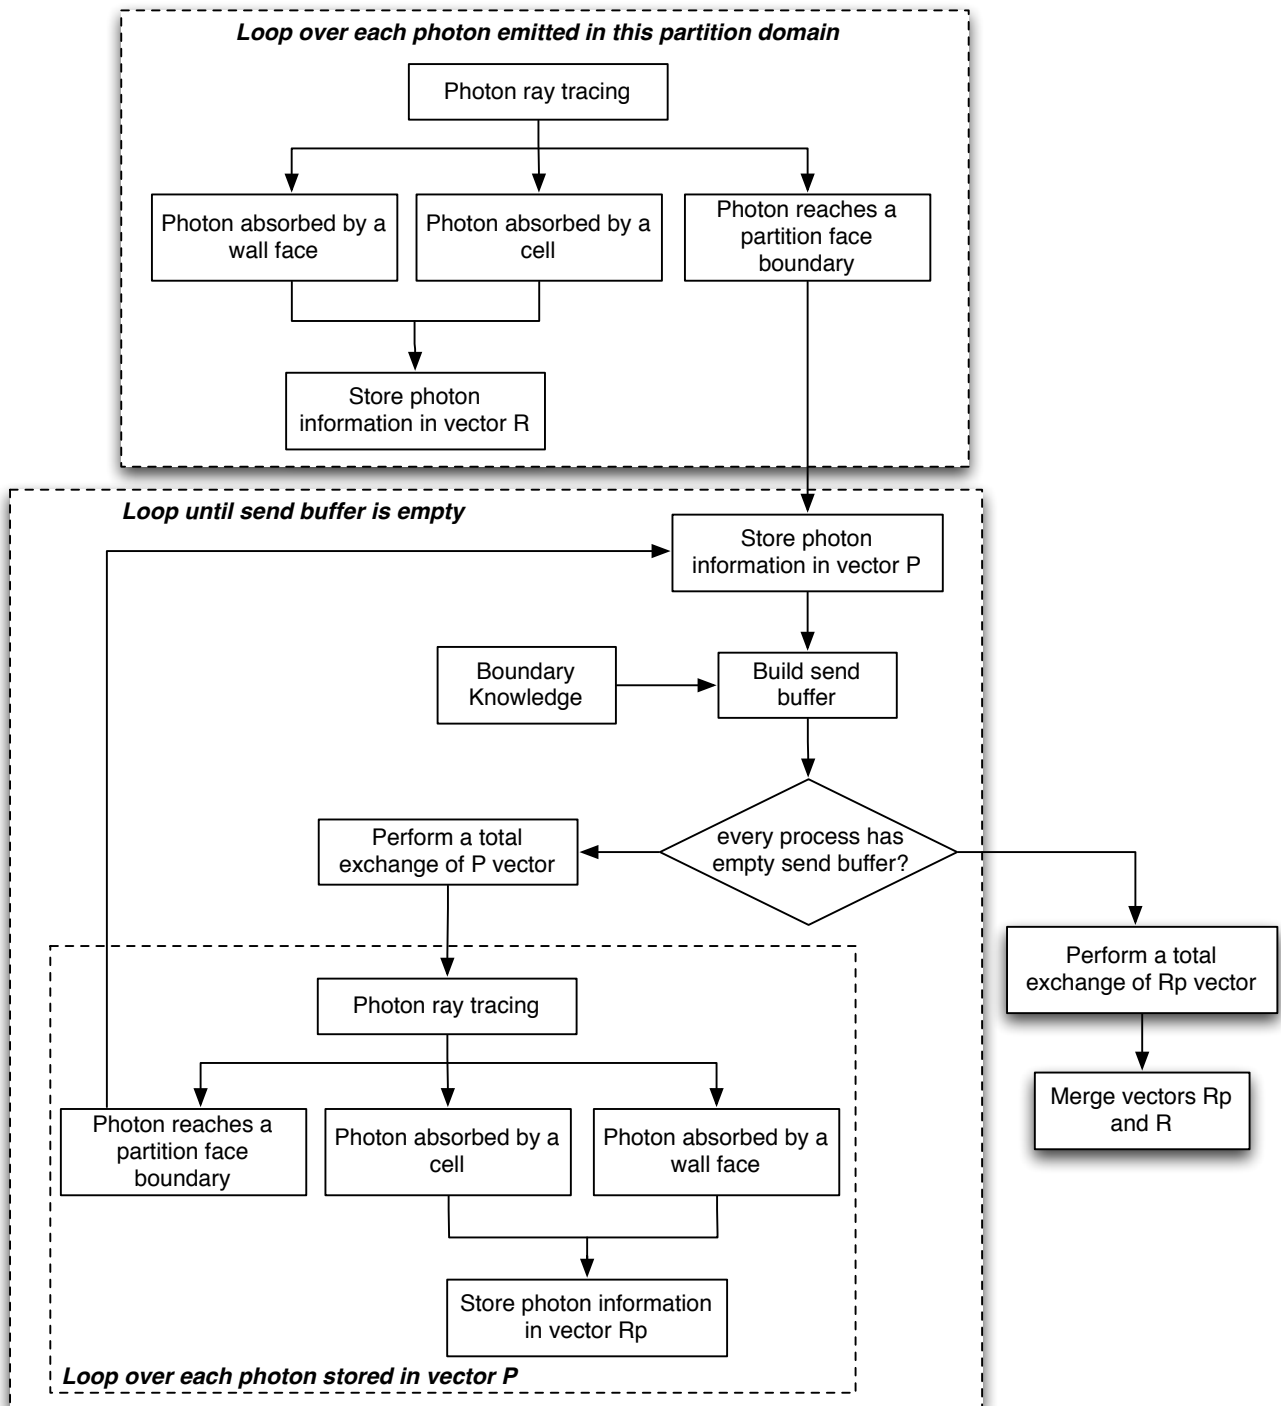 Loop over each photon emitted in this partition domain
Photon ray tracing
Photon absorbed by a
wall face
Photon absorbed by a
cell
Photon reaches a
partition face
boundary
Store photon
information in vector R
Loop until send buffer is empty
Store photon
information in vector P
Boundary
Knowledge
Build send
buffer
every process has
empty send buffer?
Perform a total
exchange of P vector
Perform a total
exchange of Rp vector
Photon ray tracing
Merge vectors Rp
and R
Photon reaches a
partition face
boundary
Photon absorbed by a
cell
Photon absorbed by a
wall face
Store photon information
in vector Rp
Loop over each photon stored in vector P